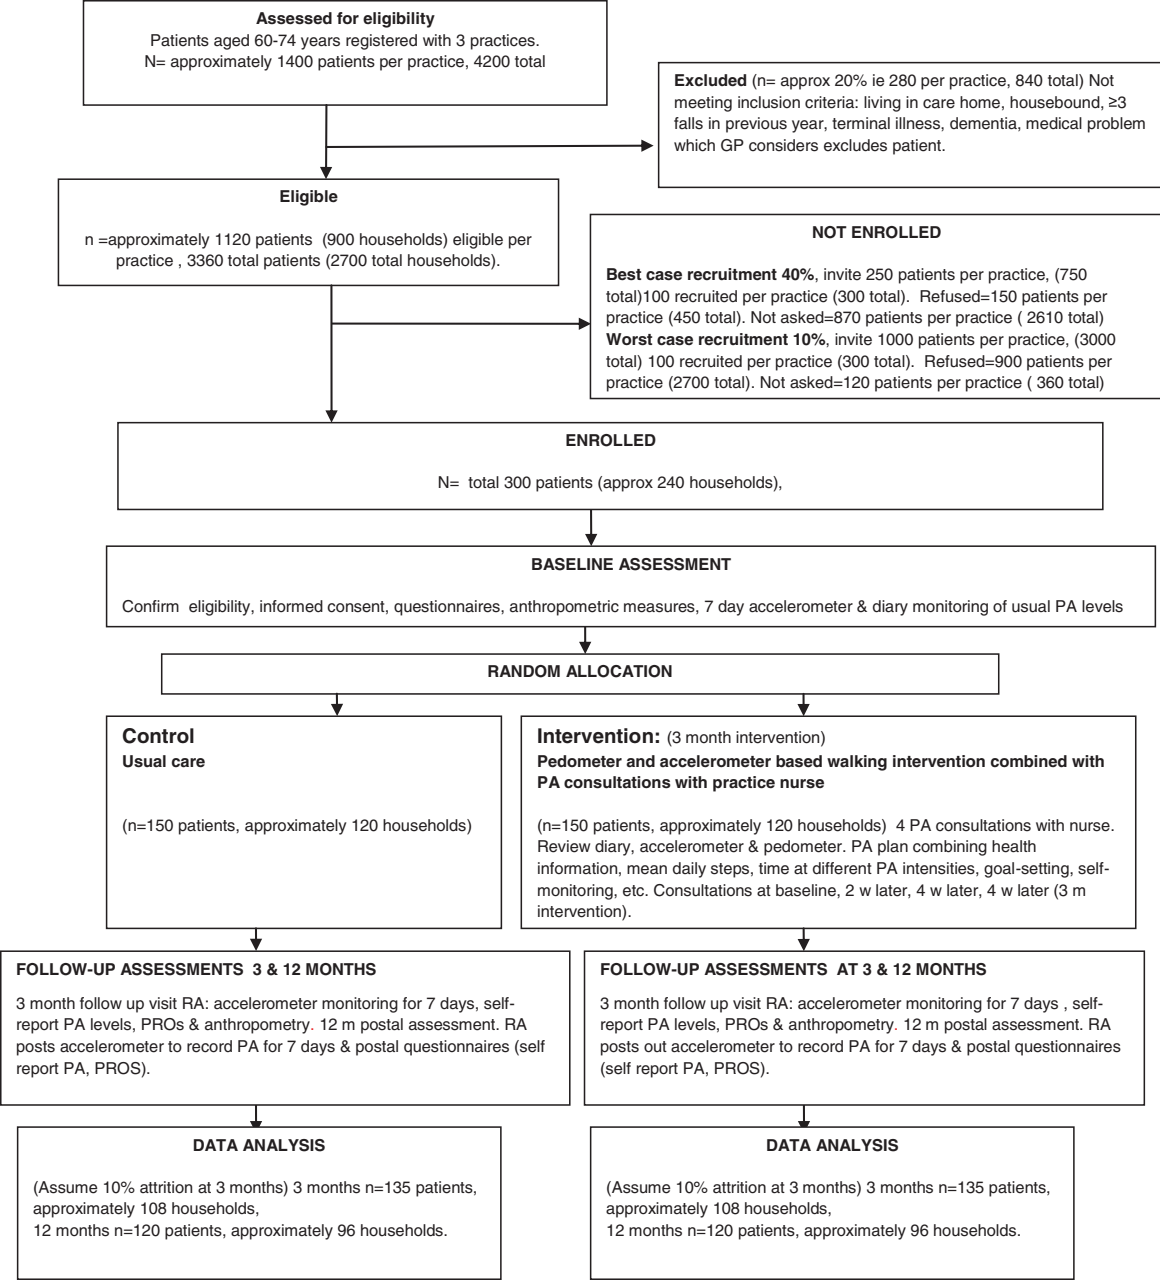 Assessed for eligibility
Patients aged 60-74 years registered with 3 practices.
N= approximately 1400 patients per practice, 4200 total
Excluded (n= approx 20% ie 280 per practice, 840 total) Not
meeting inclusion criteria: living in care home, housebound, ≥3
falls in previous year, terminal illness, dementia, medical problem
which GP considers excludes patient.
Eligible
n =approximately 1120 patients (900 households) eligible per
practice , 3360 total patients (2700 total households).
NOT ENROLLED
Best case recruitment 40%, invite 250 patients per practice, (750
total)100 recruited per practice (300 total). Refused=150 patients per
practice (450 total). Not asked=870 patients per practice ( 2610 total)
Worst case recruitment 10%, invite 1000 patients per practice, (3000
total) 100 recruited per practice (300 total). Refused=900 patients per
practice (2700 total). Not asked=120 patients per practice ( 360 total)
ENROLLED
N= total 300 patients (approx 240 households),
BASELINE ASSESSMENT
Confirm eligibility, informed consent, questionnaires, anthropometric measures, 7 day accelerometer & diary monitoring of usual PA levels
RANDOM ALLOCATION
Control
Usual care
(n=150 patients, approximately 120 households)
Intervention: (3 month intervention)
Pedometer and accelerometer based walking intervention combined with
PA consultations with practice nurse
(n=150 patients, approximately 120 households) 4 PA consultations with nurse.
Review diary, accelerometer & pedometer. PA plan combining health
information, mean daily steps, time at different PA intensities, goal-setting, self-
monitoring, etc. Consultations at baseline, 2 w later, 4 w later, 4 w later (3 m
intervention).
FOLLOW-UP ASSESSMENTS 3 & 12 MONTHS
3 month follow up visit RA: accelerometer monitoring for 7 days, self-
report PA levels, PROs & anthropometry. 12 m postal assessment. RA
posts accelerometer to record PA for 7 days & postal questionnaires (self
report PA, PROS).
FOLLOW-UP ASSESSMENTS AT 3 & 12 MONTHS
3 month follow up visit RA: accelerometer monitoring for 7 days , self-
report PA levels, PROs & anthropometry. 12 m postal assessment. RA
posts out accelerometer to record PA for 7 days & postal questionnaires
(self report PA, PROS).
DATA ANALYSIS
(Assume 10% attrition at 3 months) 3 months n=135 patients,
approximately 108 households,
12 months n=120 patients, approximately 96 households.
DATA ANALYSIS
(Assume 10% attrition at 3 months) 3 months n=135 patients,
approximately 108 households,
12 months n=120 patients, approximately 96 households.